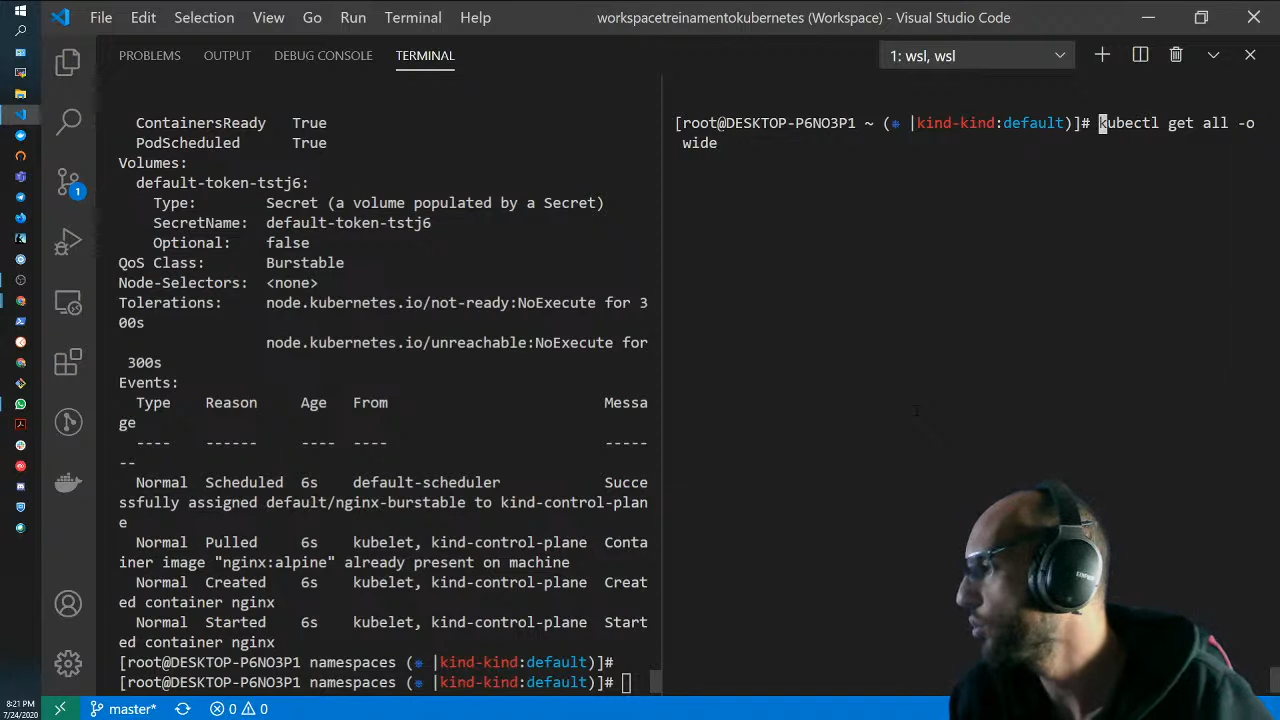 File Edit Selection View Go Run Terminal Help
workspacetreinamentokubernetes (Workspace) - Visual Studio Code
PROBLEMS OUTPUT DEBUG CONSOLE TERMINAL
1: wsl, wsl
ContainersReady True
PodScheduled True
Volumes:
default-token-tstj6:
Type: Secret (a volume populated by a Secret)
SecretName: default-token-tstj6
Optional: false
QoS Class: Burstable
Node-Selectors: <none>
Tolerations: node.kubernetes.io/not-ready:NoExecute for 3
00s
node.kubernetes.io/unreachable:NoExecute for
300s
Events:
Type Reason Age From Messa
ge
---- ------ ---- ---- -----
--
Normal Scheduled 6s default-scheduler Succe
ssfully assigned default/nginx-burstable to kind-control-plan
e
Normal Pulled 6s kubelet, kind-control-plane Conta
iner image "nginx:alpine" already present on machine
Normal Created 6s kubelet, kind-control-plane Creat
ed container nginx
Normal Started 6s kubelet, kind-control-plane Start
ed container nginx
[root@DESKTOP-P6NO3P1 namespaces (⎈ |kind-kind:default)]#
[root@DESKTOP-P6NO3P1 namespaces (⎈ |kind-kind:default)]#
[root@DESKTOP-P6NO3P1 ~ (⎈ |kind-kind:default)]# kubectl get all -o
wide
1
8:21 PM
7/24/2020
master*
0 0